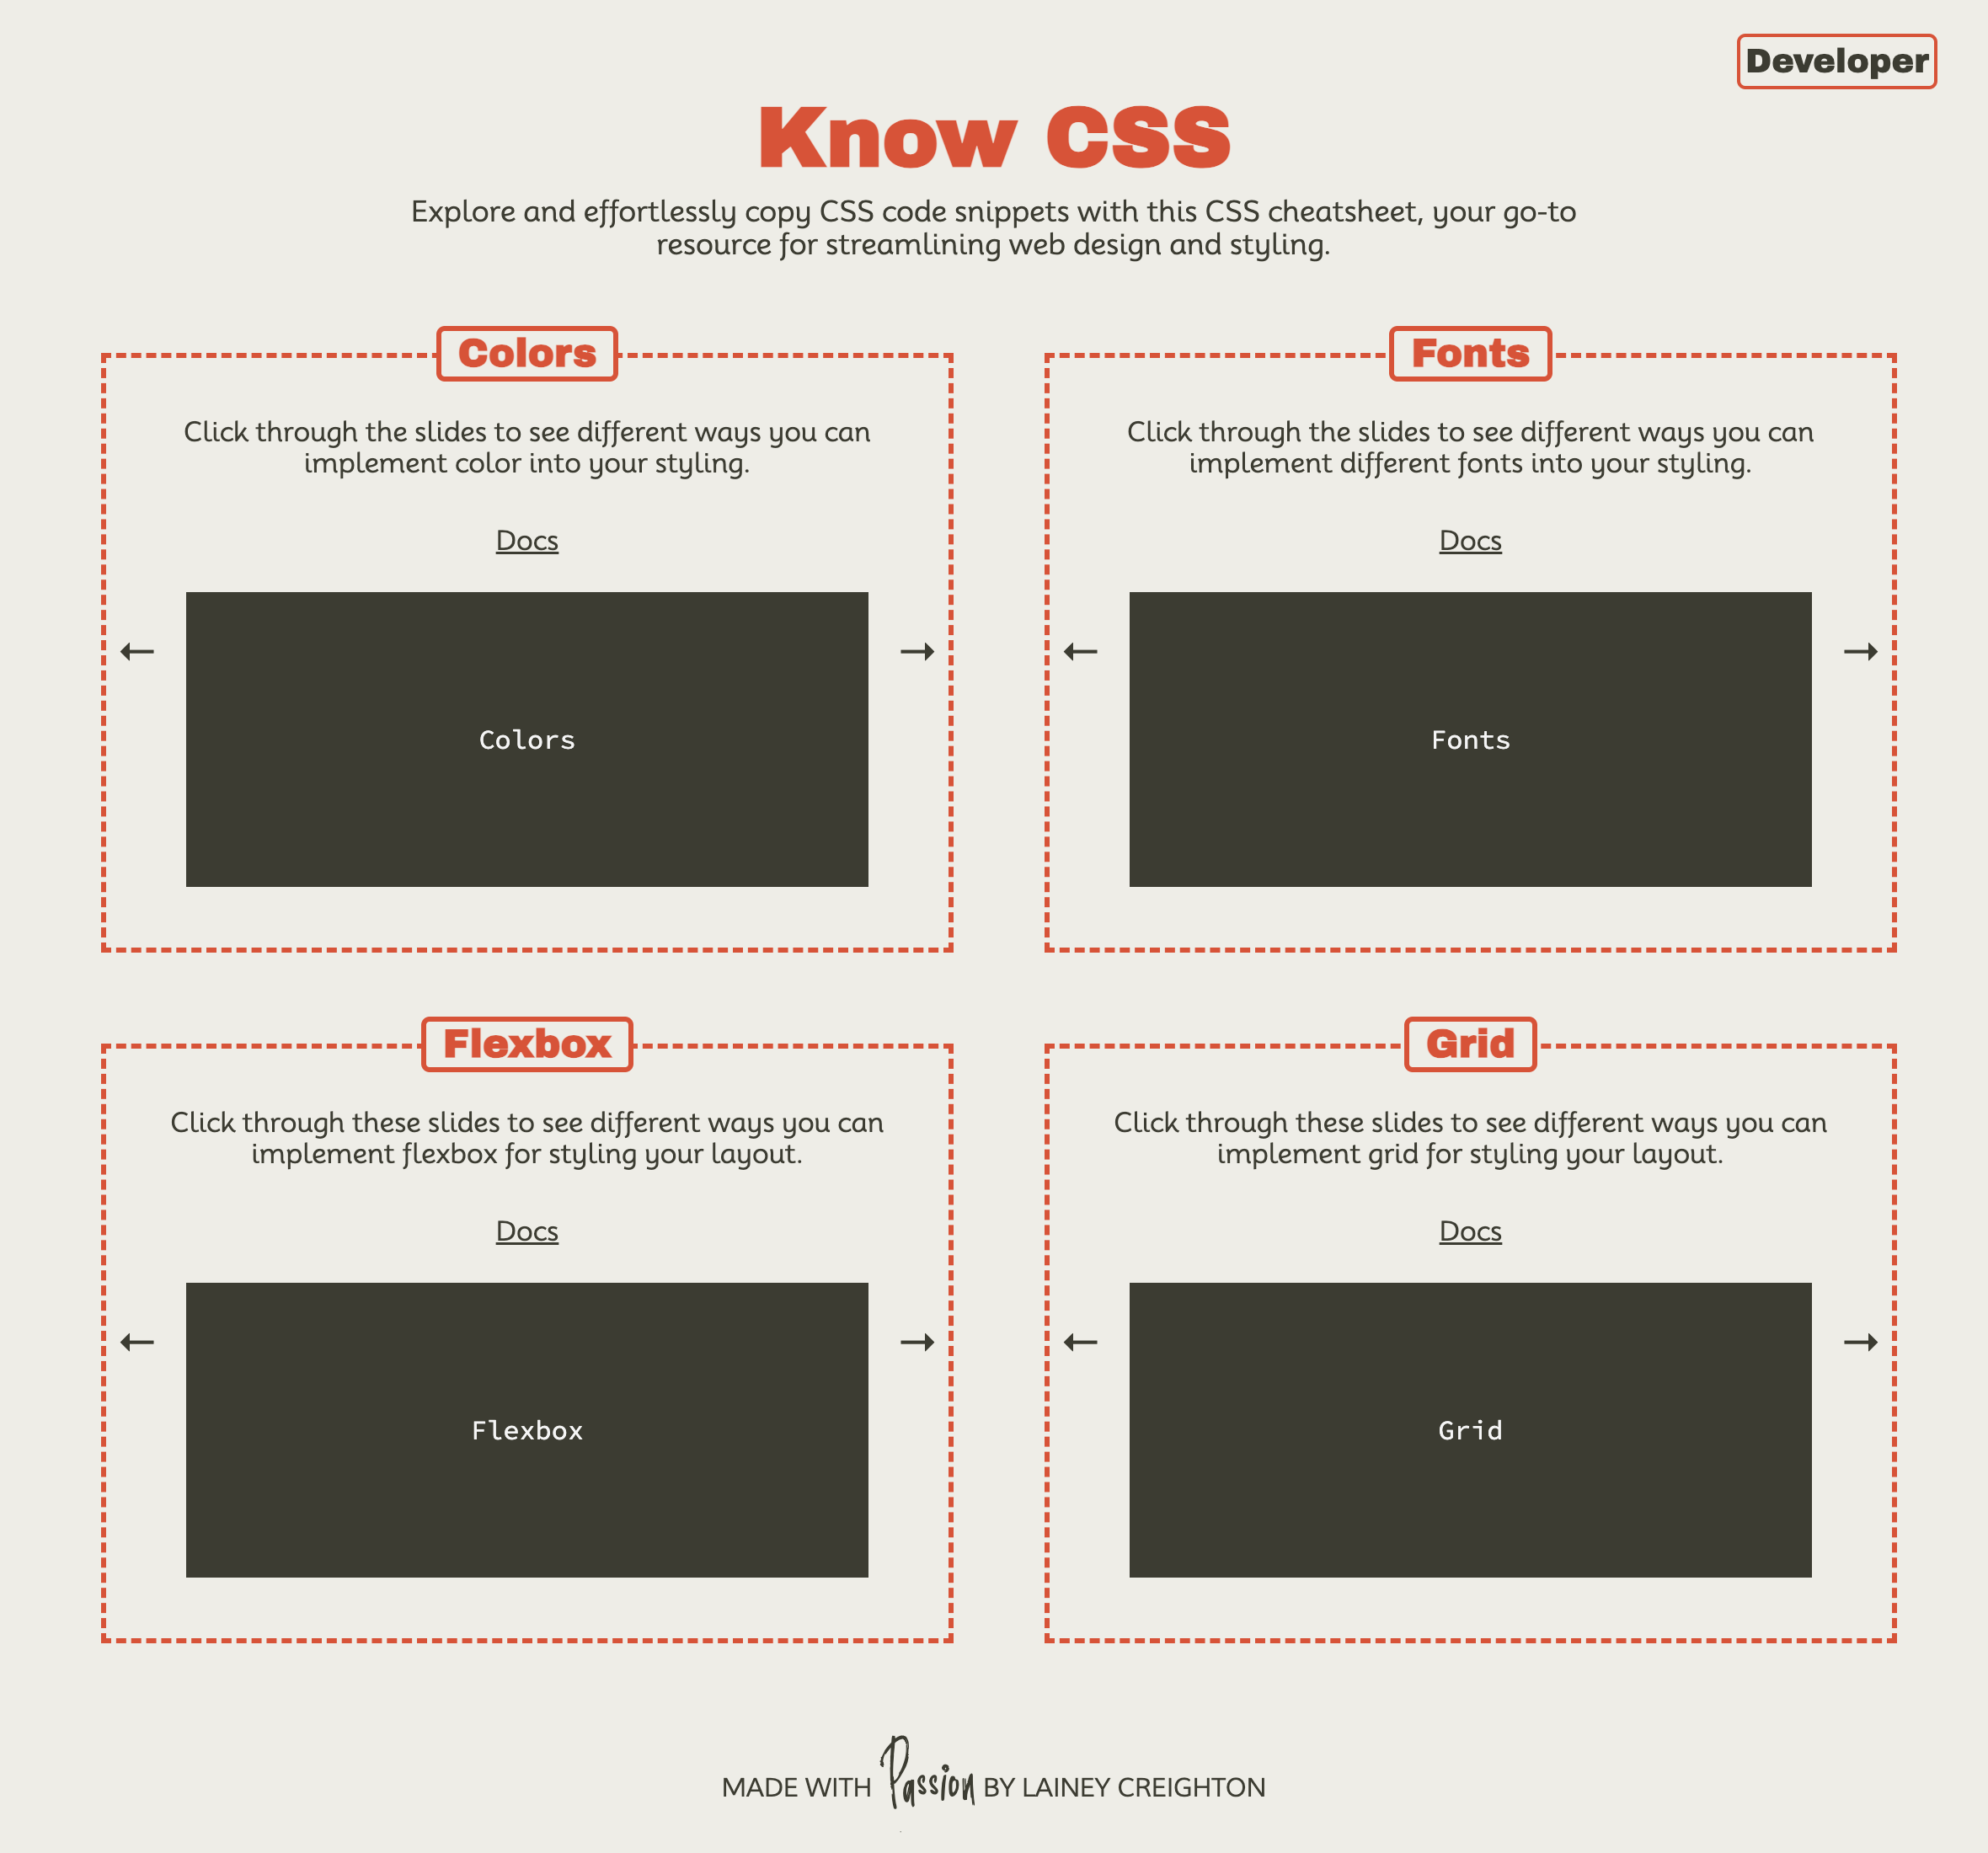 Developer
Know CSS
Explore and effortlessly copy CSS code snippets with this CSS cheatsheet, your go-to
resource for streamlining web design and styling.
Colors
Click through the slides to see different ways you can
implement color into your styling.
Docs
Colors
Fonts
Click through the slides to see different ways you can
implement different fonts into your styling.
Docs
Fonts
Flexbox
Click through these slides to see different ways you can
implement flexbox for styling your layout.
Docs
Flexbox
Grid
Click through these slides to see different ways you can
implement grid for styling your layout.
Docs
Grid
MADE WITH Passion BY LAINEY CREIGHTON